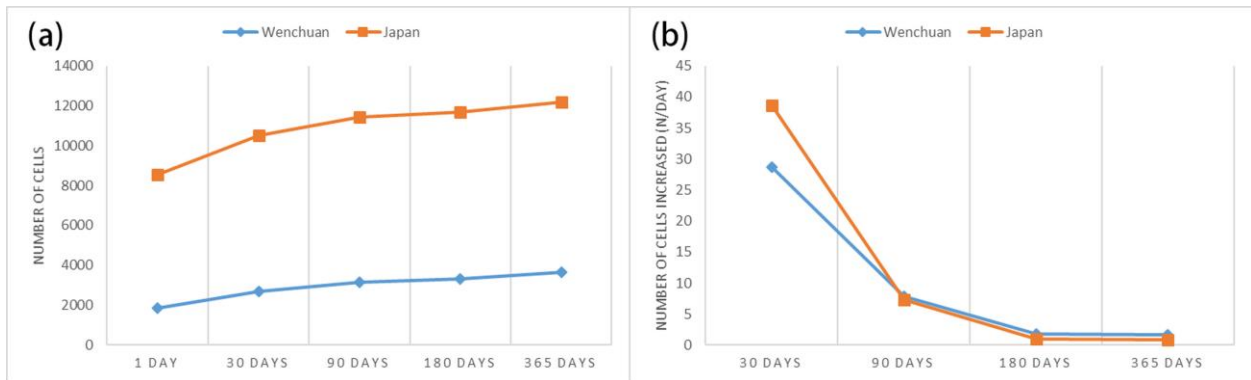 (a)
Wenchuan Japan
NUMBER OF CELLS
14000
12000
10000
8000
6000
4000
2000
0
1 DAY 30 DAYS 90 DAYS 180 DAYS 365 DAYS
(b)
Wenchuan Japan
NUMBER OF CELLS INCREASED (N/DAY)
45
40
35
30
25
20
15
10
5
0
30 DAYS 90 DAYS 180 DAYS 365 DAYS